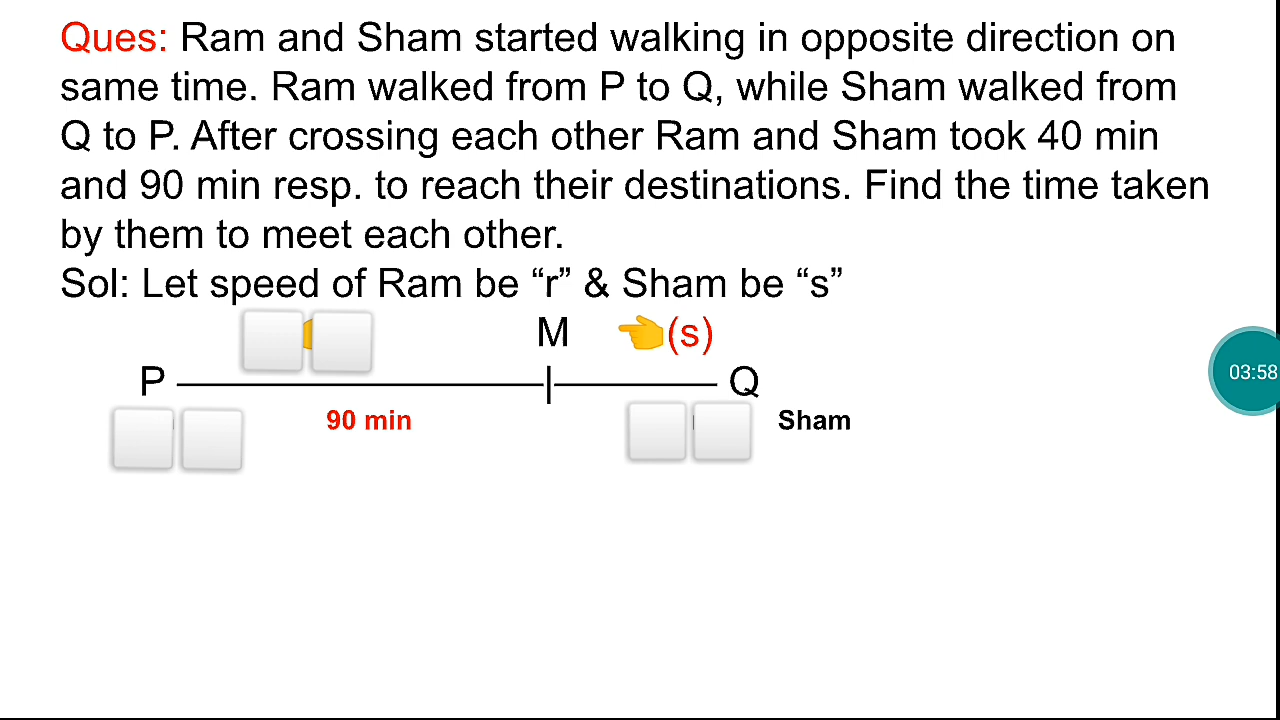 Ques: Ram and Sham started walking in opposite direction on
same time. Ram walked from P to Q, while Sham walked from
Q to P. After crossing each other Ram and Sham took 40 min
and 90 min resp. to reach their destinations. Find the time taken
by them to meet each other.
Sol: Let speed of Ram be “r” & Sham be “s”
M 👈(s)
P Q
90 min Sham
03:58